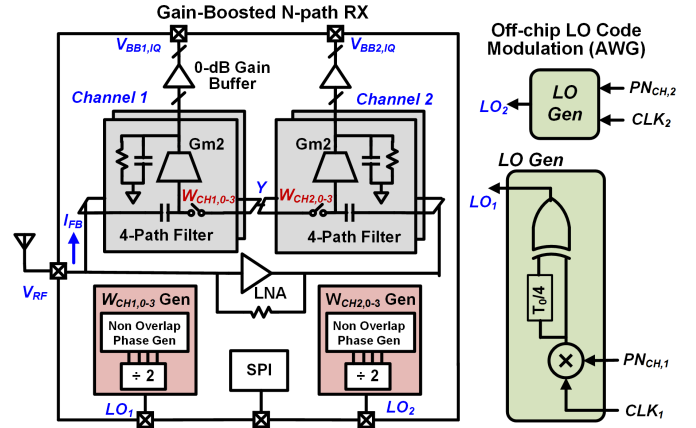 Gain-Boosted N-path RX
V_BB1,IQ
V_BB2,IQ
0-dB Gain
Buffer
Channel 1
Channel 2
Gm2
Gm2
W_CH1,0-3
Y
W_CH2,0-3
I_FB
4-Path Filter
4-Path Filter
V_RF
LNA
W_CH1,0-3 Gen
Non Overlap
Phase Gen
÷ 2
SPI
W_CH2,0-3 Gen
Non Overlap
Phase Gen
÷ 2
LO_1
LO_2
Off-chip LO Code
Modulation (AWG)
LO_2
LO
Gen
PN_CH,2
CLK_2
LO Gen
LO_1
T_0/4
PN_CH,1
CLK_1